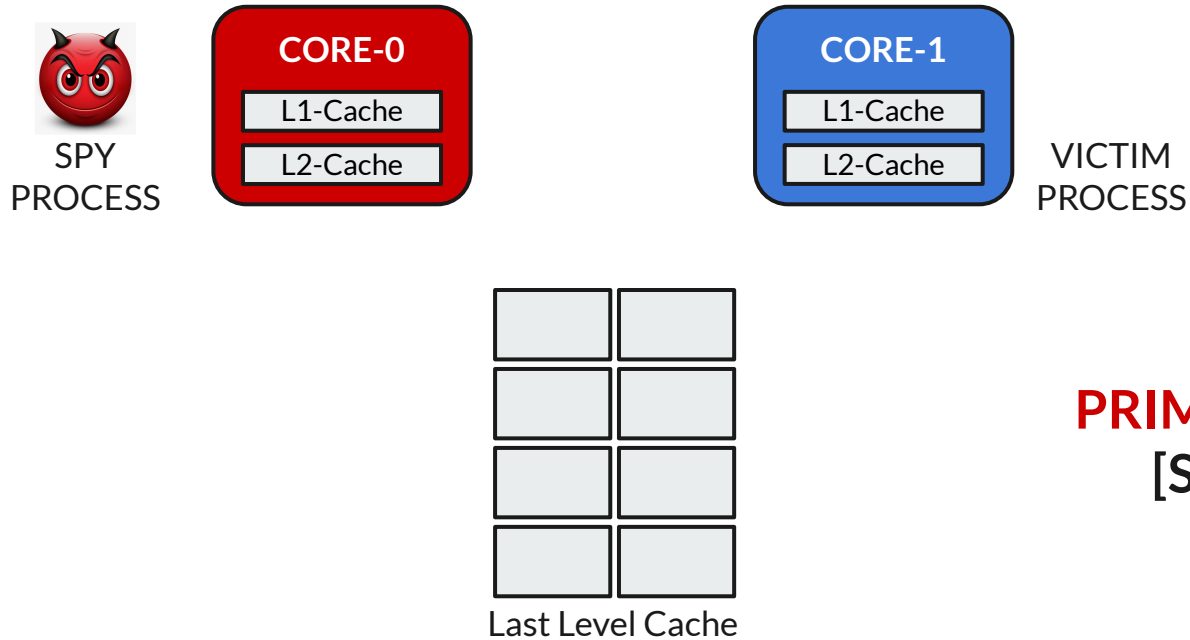 CORE-0
L1-Cache
L2-Cache
SPY
PROCESS
CORE-1
L1-Cache
L2-Cache
VICTIM
PROCESS
PRIM
[S
Last Level Cache